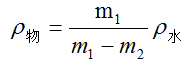 ρ物 = m₁ / (m₁ − m₂) ρ水